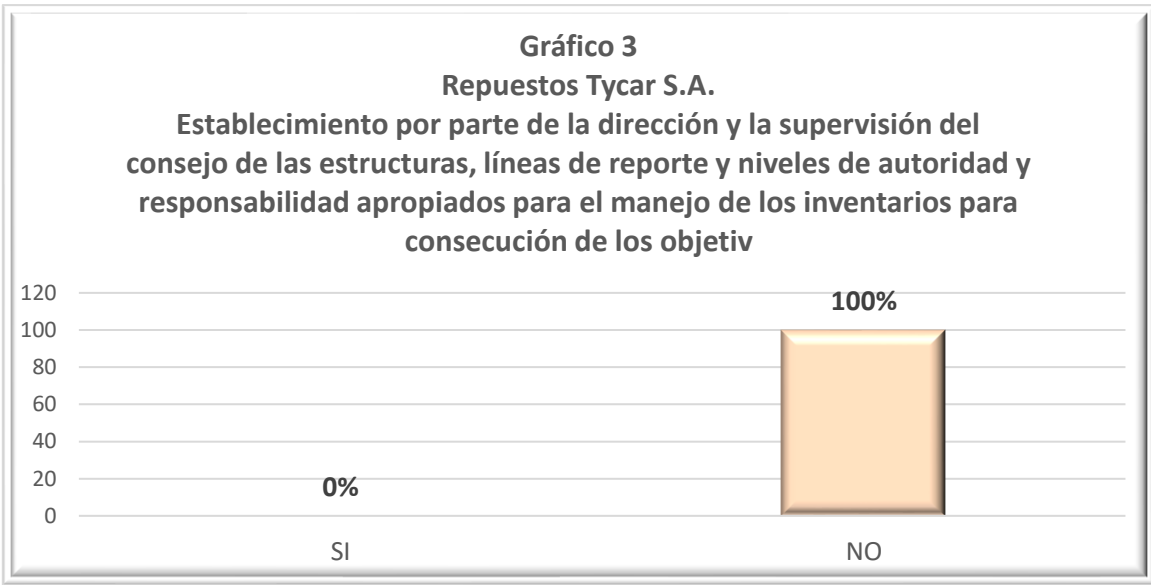 Gráfico 3
Repuestos Tycar S.A.
Establecimiento por parte de la dirección y la supervisión del
consejo de las estructuras, líneas de reporte y niveles de autoridad y
responsabilidad apropiados para el manejo de los inventarios para
consecución de los objetiv
120
100
80
60
40
20
0
0%
100%
SI
NO